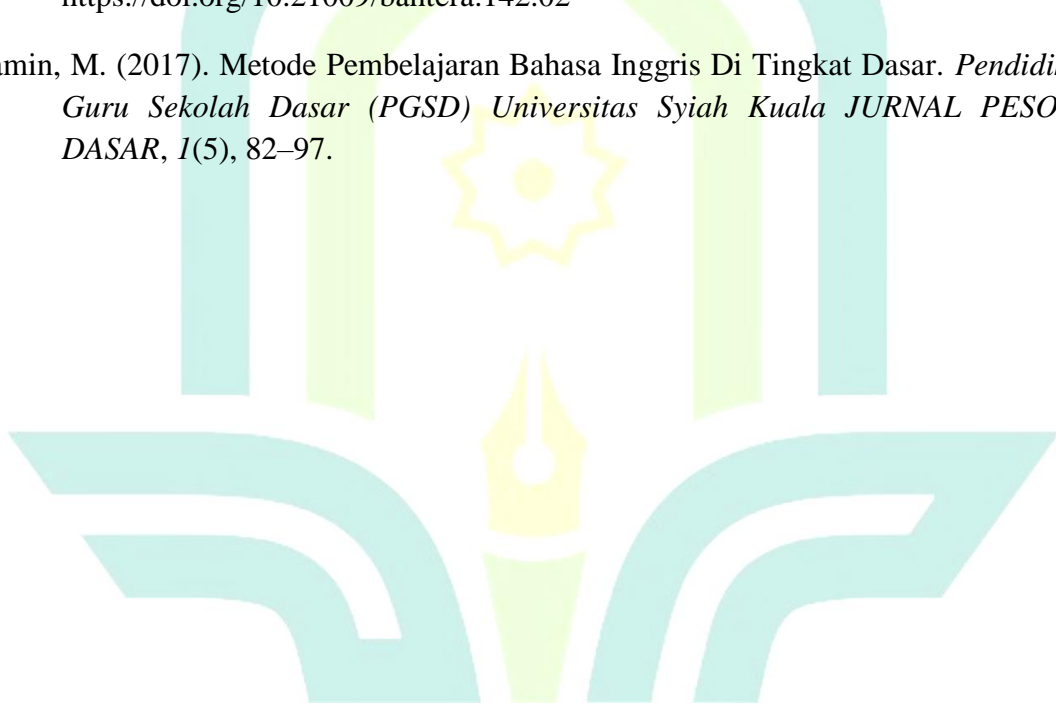 https://doi.org/10.21009/bahtera.142.02
amin, M. (2017). Metode Pembelajaran Bahasa Inggris Di Tingkat Dasar. Pendidi
Guru Sekolah Dasar (PGSD) Universitas Syiah Kuala JURNAL PESO
DASAR, 1(5), 82–97.